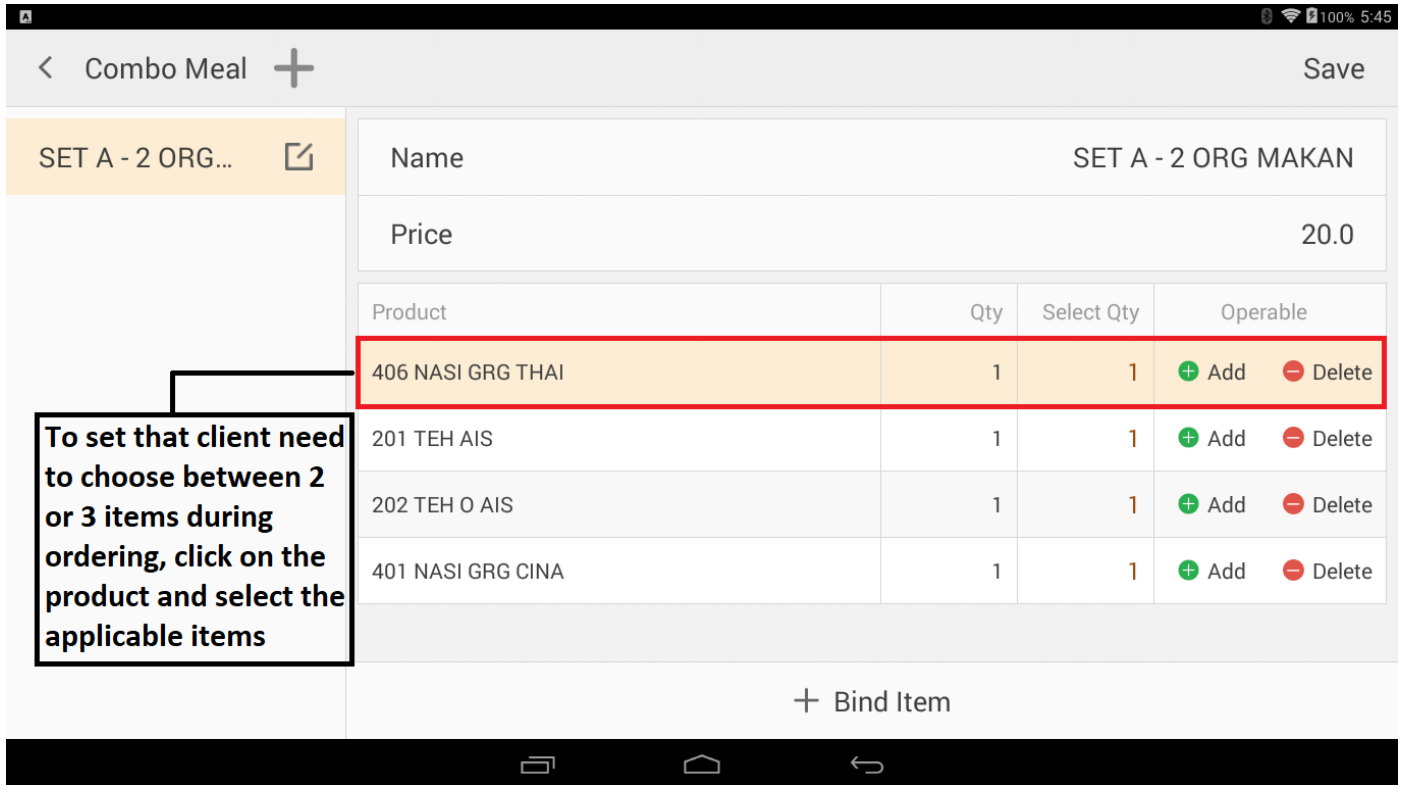 100% 5:45
Combo Meal
Save
SET A - 2 ORG...
Name
SET A - 2 ORG MAKAN
Price
20.0
Product Qty Select Qty Operable
406 NASI GRG THAI 1 1 Add Delete
201 TEH AIS 1 1 Add Delete
202 TEH O AIS 1 1 Add Delete
401 NASI GRG CINA 1 1 Add Delete
To set that client need
to choose between 2
or 3 items during
ordering, click on the
product and select the
applicable items
Bind Item